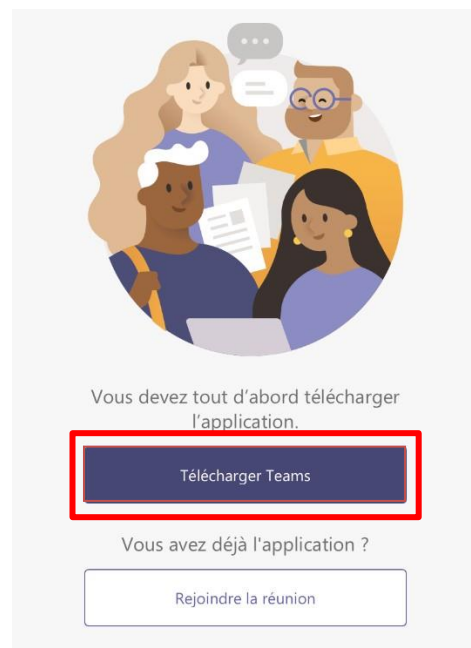 Vous devez tout d'abord télécharger
l'application.
Télécharger Teams
Vous avez déjà l'application ?
Rejoindre la réunion